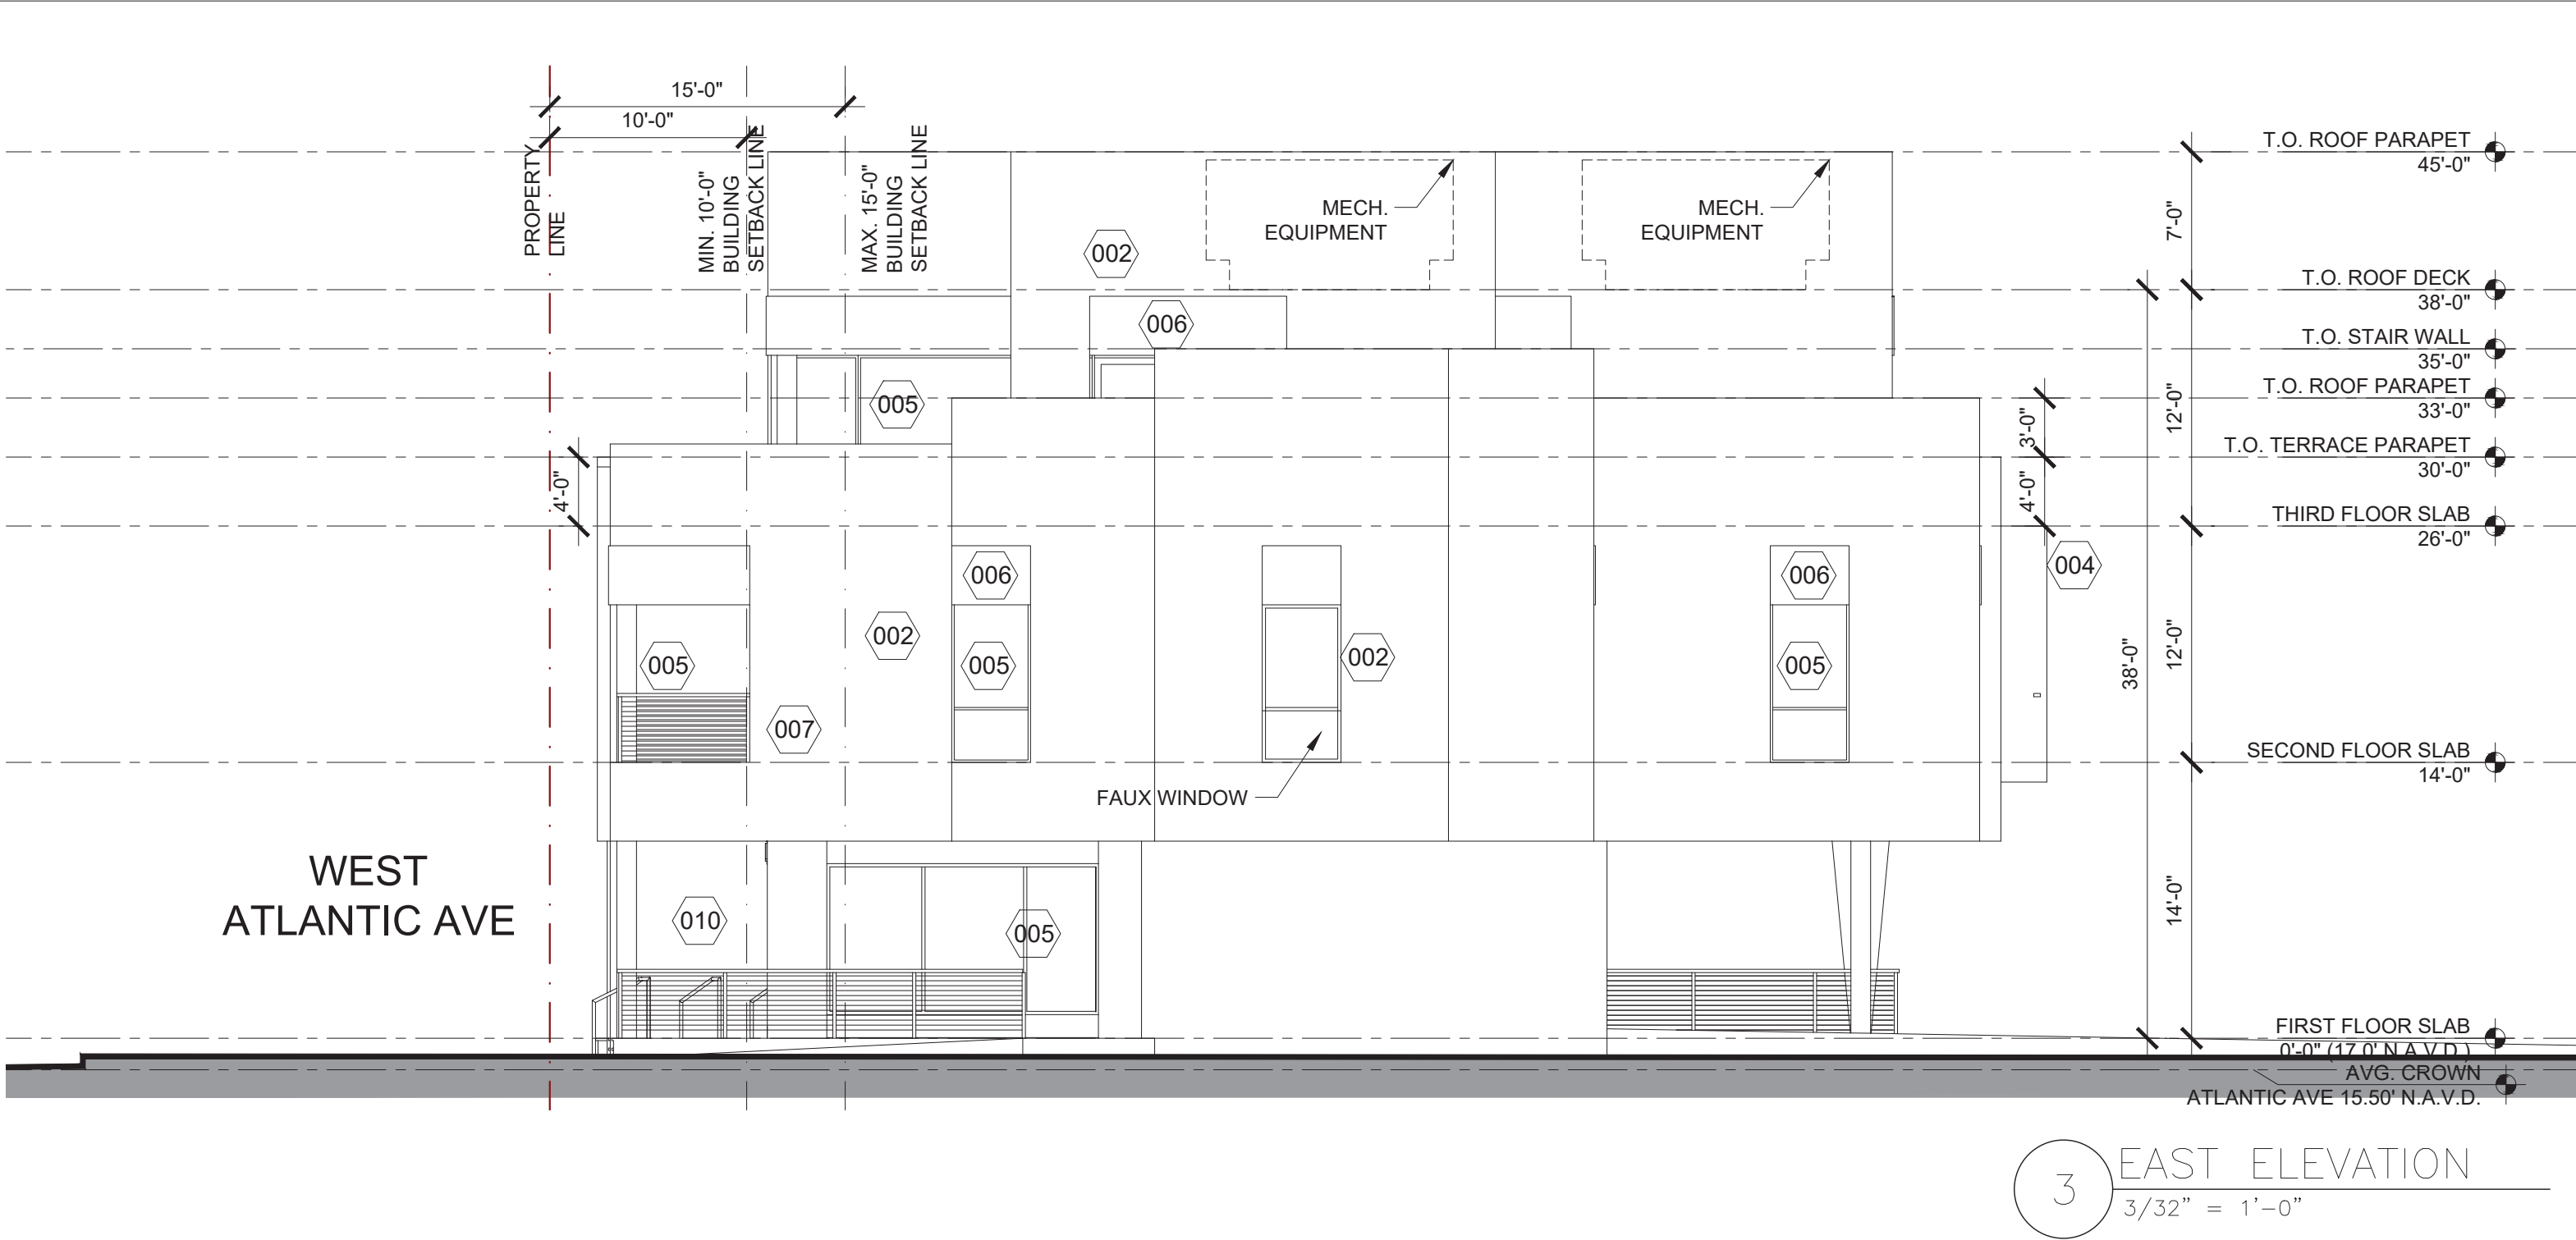 15'-0"
10'-0"
PROPERTY
LINE
MIN. 10'-0"
BUILDING
SETBACK LINE
MAX. 15'-0"
BUILDING
SETBACK LINE
MECH.
EQUIPMENT
MECH.
EQUIPMENT
002
006
005
4'-0"
006
006
004
002
005
005
002
005
007
FAUX WINDOW
WEST
ATLANTIC AVE
010
005
3'-0"
4'-0"
7'-0"
12'-0"
12'-0"
38'-0"
14'-0"
T.O. ROOF PARAPET
45'-0"
T.O. ROOF DECK
38'-0"
T.O. STAIR WALL
35'-0"
T.O. ROOF PARAPET
33'-0"
T.O. TERRACE PARAPET
30'-0"
THIRD FLOOR SLAB
26'-0"
SECOND FLOOR SLAB
14'-0"
FIRST FLOOR SLAB
0'-0" (17.0' N.A.V.D.)
AVG. CROWN
ATLANTIC AVE 15.50' N.A.V.D.
3
EAST ELEVATION
3/32" = 1'-0"